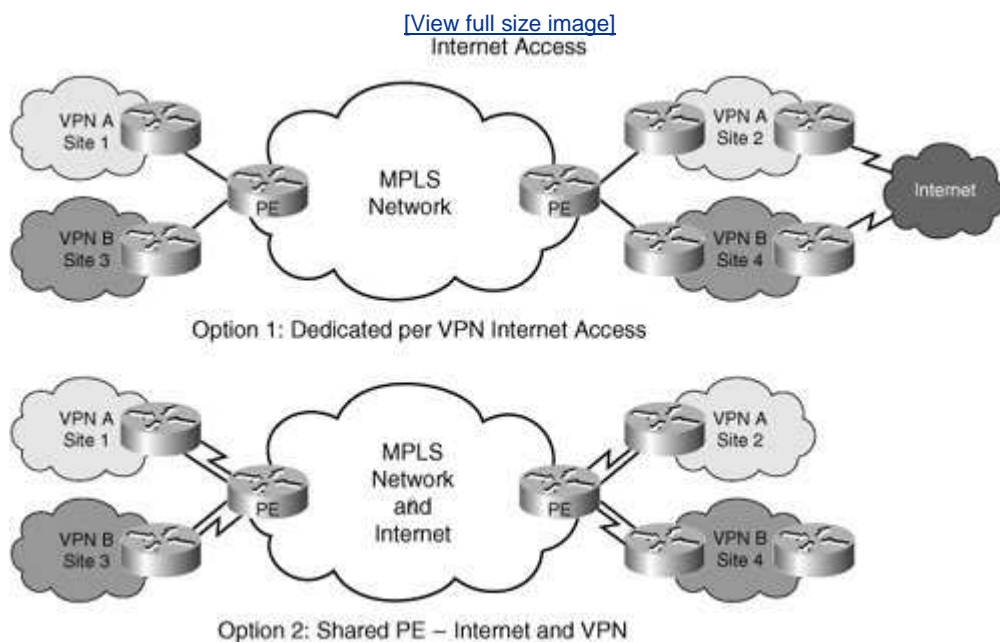 [View full size image]
Internet Access
VPN A
Site 1
VPN B
Site 3
PE
MPLS
Network
PE
VPN A
Site 2
VPN B
Site 4
Internet
Option 1: Dedicated per VPN Internet Access
VPN A
Site 1
VPN B
Site 3
PE
MPLS
Network
and
Internet
PE
VPN A
Site 2
VPN B
Site 4
Option 2: Shared PE – Internet and VPN